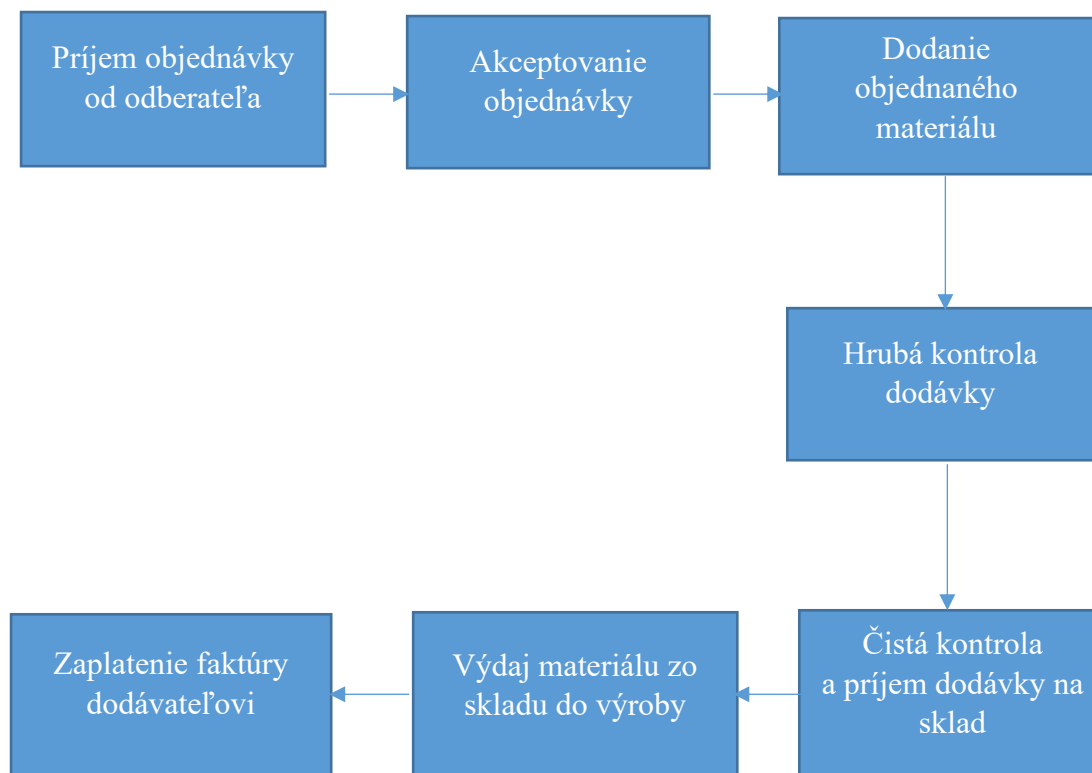 Príjem objednávky
od odberateľa
Akceptovanie
objednávky
Dodanie
objednaného
materiálu
Hrubá kontrola
dodávky
Čistá kontrola
a príjem dodávky na
sklad
Výdaj materiálu zo
skladu do výroby
Zaplatenie faktúry
dodávateľovi